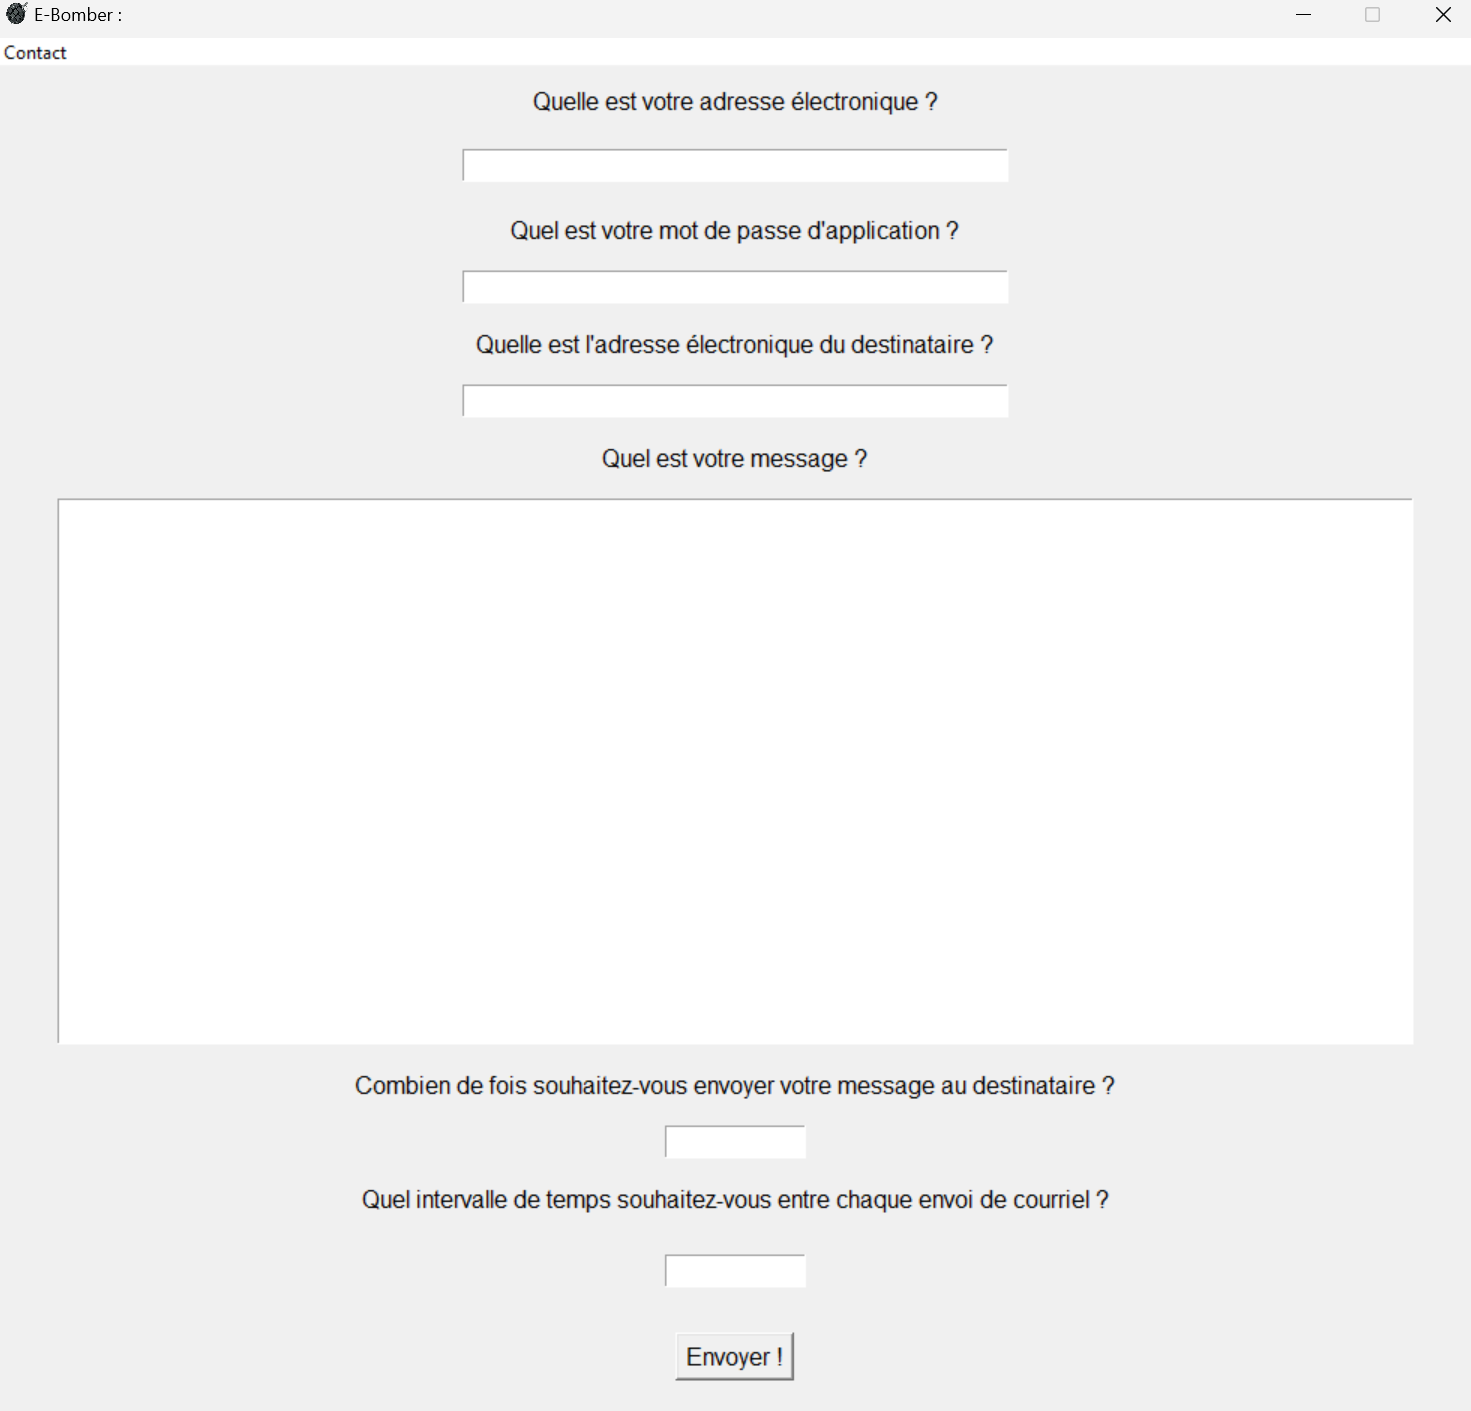 E-Bomber :
Contact
Quelle est votre adresse électronique ?
Quel est votre mot de passe d'application ?
Quelle est l'adresse électronique du destinataire ?
Quel est votre message ?
Combien de fois souhaitez-vous envoyer votre message au destinataire ?
Quel intervalle de temps souhaitez-vous entre chaque envoi de courriel ?
Envoyer !